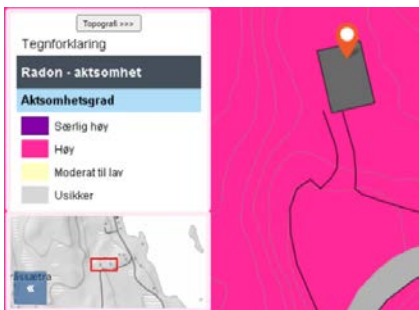 Topografi >>>
Tegnforklaring
Radon - aktsomhet
Aktsomhetsgrad
Særlig høy
Høy
Moderat til lav
Usikker
«